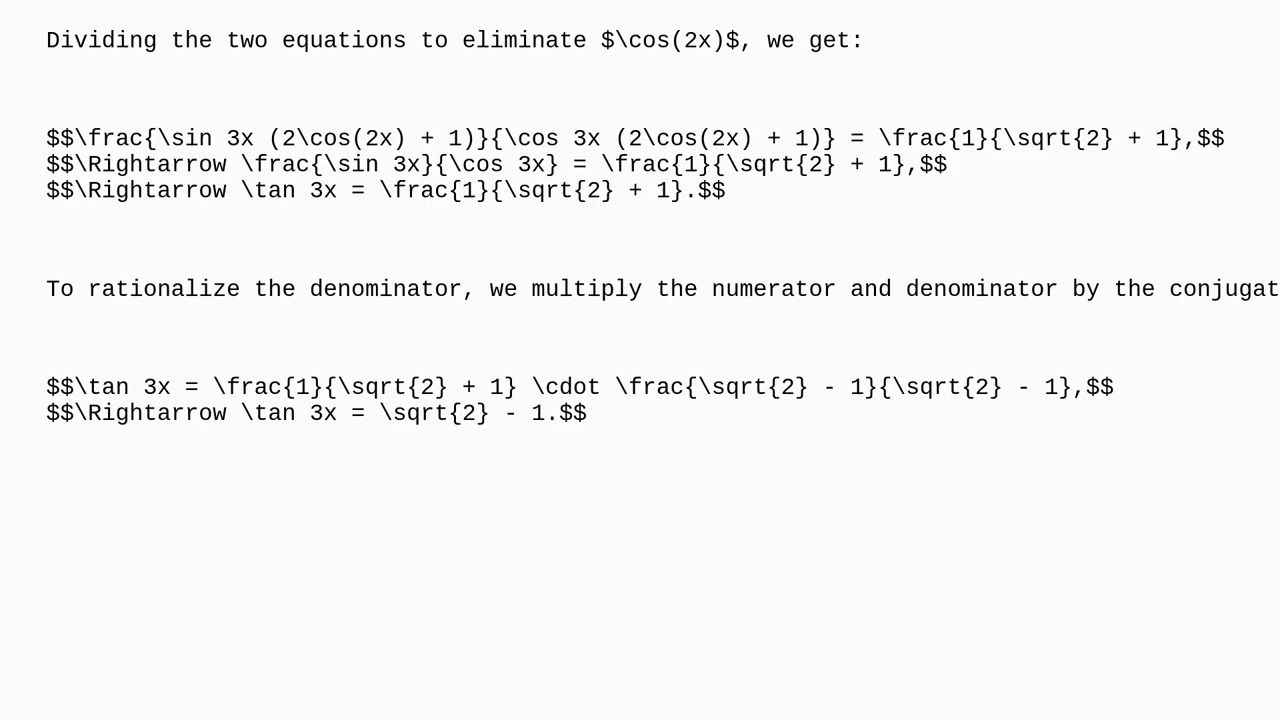 Dividing the two equations to eliminate $\cos(2x)$, we get:
$$\frac{\sin 3x (2\cos(2x) + 1)}{\cos 3x (2\cos(2x) + 1)} = \frac{1}{\sqrt{2} + 1},$$
$$\Rightarrow \frac{\sin 3x}{\cos 3x} = \frac{1}{\sqrt{2} + 1},$$
$$\Rightarrow \tan 3x = \frac{1}{\sqrt{2} + 1}.$$
To rationalize the denominator, we multiply the numerator and denominator by the conjugat
$$\tan 3x = \frac{1}{\sqrt{2} + 1} \cdot \frac{\sqrt{2} - 1}{\sqrt{2} - 1},$$
$$\Rightarrow \tan 3x = \sqrt{2} - 1.$$